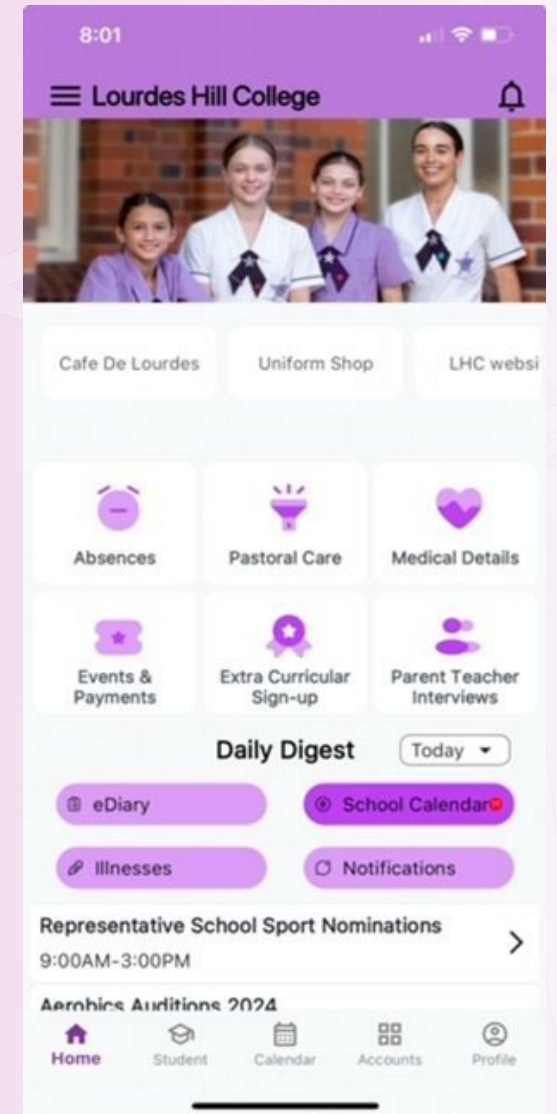 8:01
Lourdes Hill College
Cafe De Lourdes
Uniform Shop
LHC websi
Absences
Pastoral Care
Medical Details
Events &
Payments
Extra Curricular
Sign-up
Parent Teacher
Interviews
Daily Digest
Today
eDiary
School Calendar
Illnesses
Notifications
Representative School Sport Nominations
9:00AM-3:00PM
Aerobics Auditions 2024
Home
Student
Calendar
Accounts
Profile